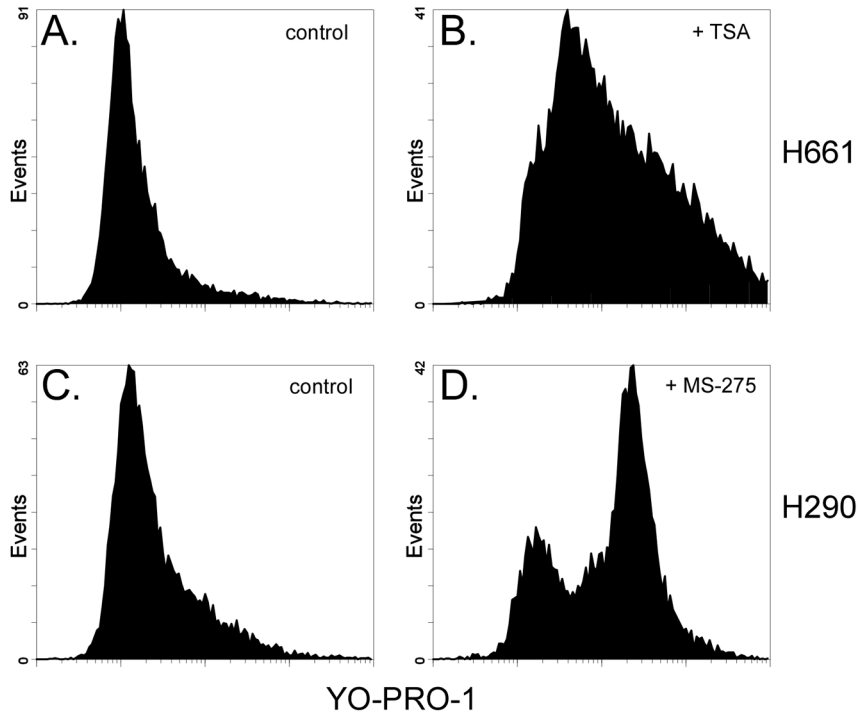 A.
control
91
Events
0
B.
+ TSA
41
Events
0
H661
C.
control
63
Events
0
D.
+ MS-275
42
Events
0
H290
YO-PRO-1